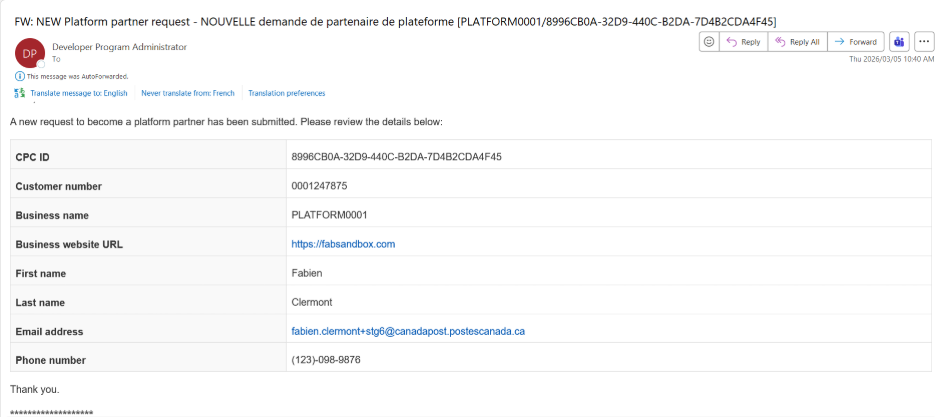 FW: NEW Platform partner request - NOUVELLE demande de partenaire de plateforme [PLATFORM0001/8996CB0A-32D9-440C-B2DA-7D4B2CDA4F45]
DP
Developer Program Administrator
To
Reply
Reply All
Forward
Thu 2026/03/05 10:40 AM
This message was AutoForwarded.
Translate message to: English
Never translate from: French
Translation preferences
A new request to become a platform partner has been submitted. Please review the details below:
CPC ID 8996CB0A-32D9-440C-B2DA-7D4B2CDA4F45
Customer number 0001247875
Business name PLATFORM0001
Business website URL https://fabsandbox.com
First name Fabien
Last name Clermont
Email address fabien.clermont+stg6@canadapost.postescanada.ca
Phone number (123)-098-9876
Thank you.
*******************